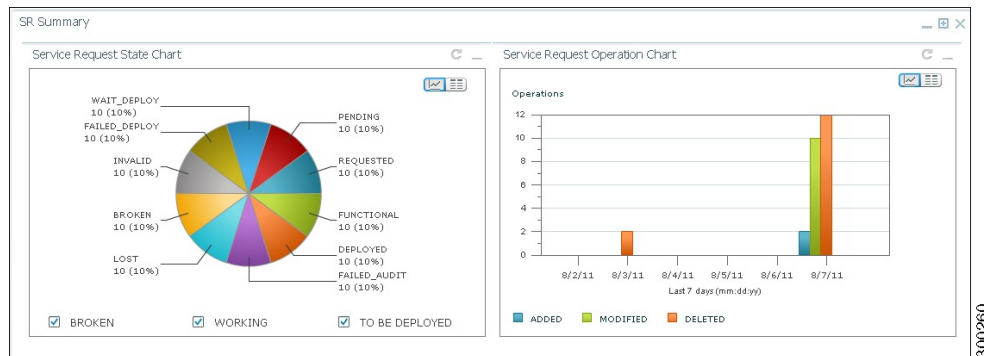 SR Summary
Service Request State Chart
WAIT_DEPLOY
10 (10%)
FAILED_DEPLOY
10 (10%)
INVALID
10 (10%)
BROKEN
10 (10%)
LOST
10 (10%)
PENDING
10 (10%)
REQUESTED
10 (10%)
FUNCTIONAL
10 (10%)
DEPLOYED
10 (10%)
FAILED_AUDIT
10 (10%)
BROKEN
WORKING
TO BE DEPLOYED
Service Request Operation Chart
Operations
12
10
8
6
4
2
0
8/2/11 8/3/11 8/4/11 8/5/11 8/6/11 8/7/11
Last 7 days (mm:dd:yy)
ADDED MODIFIED DELETED
300260